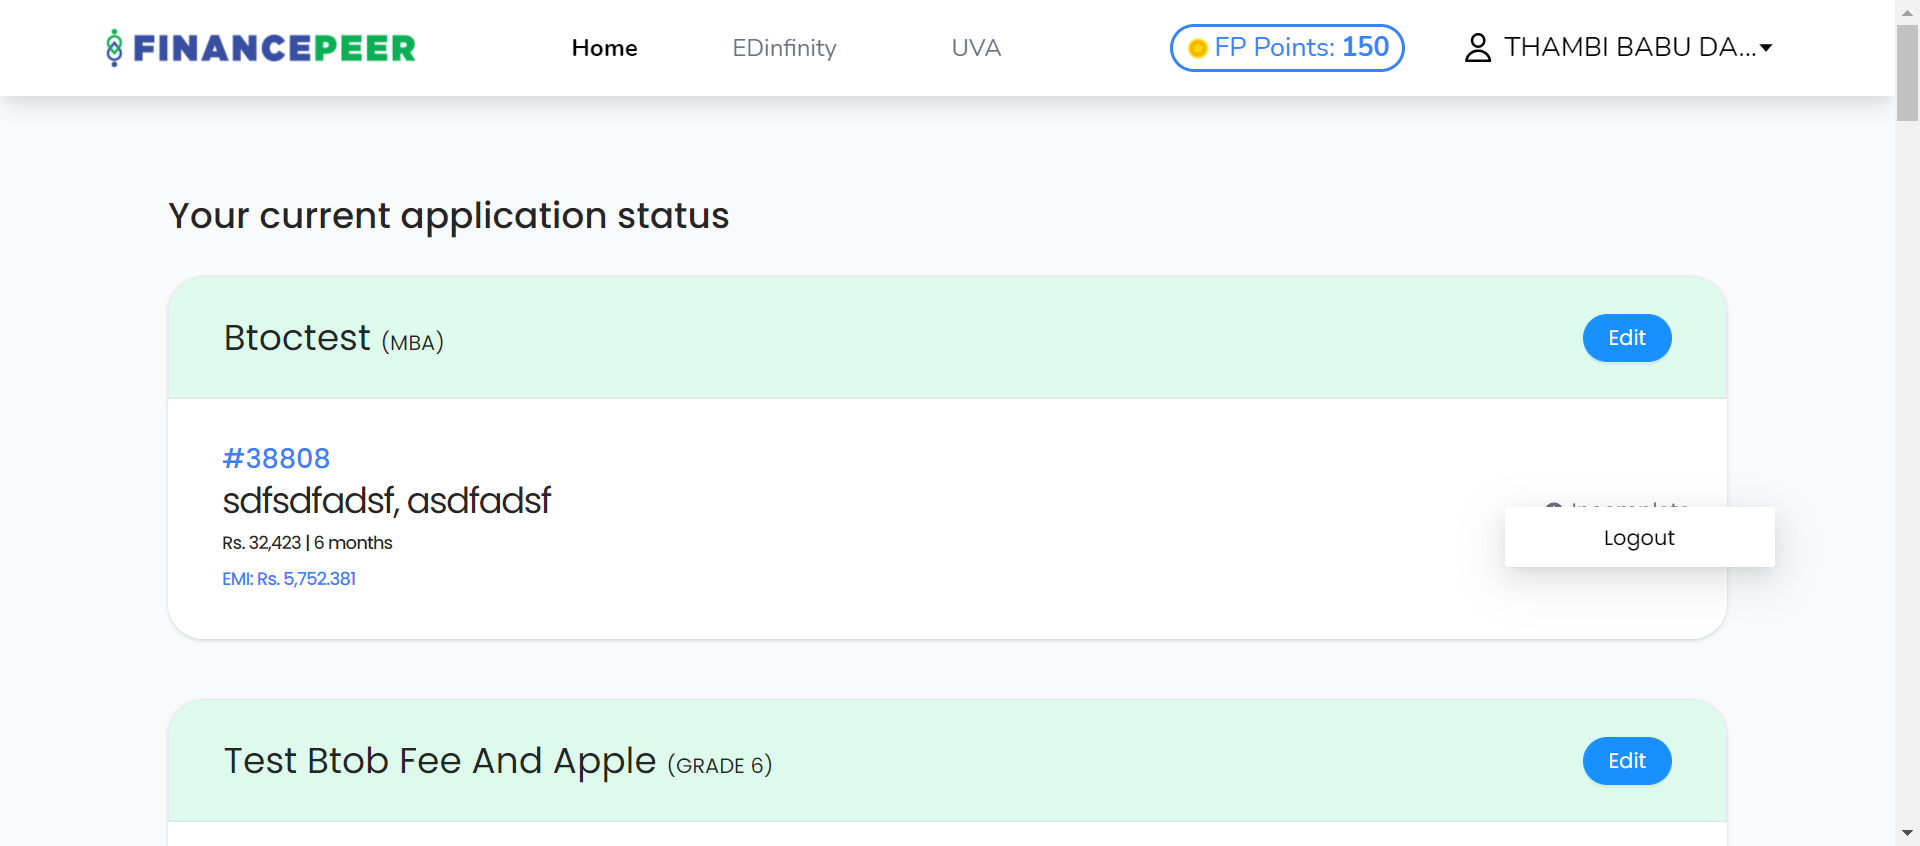 FINANCEPEER
Home
EDinfinity
UVA
FP Points: 150
THAMBI BABU DA...
Your current application status
Btoctest (MBA)
Edit
#38808
sdfsdfadsf, asdfadsf
Rs. 32,423 | 6 months
EMI: Rs. 5,752.381
Logout
Test Btob Fee And Apple (GRADE 6)
Edit